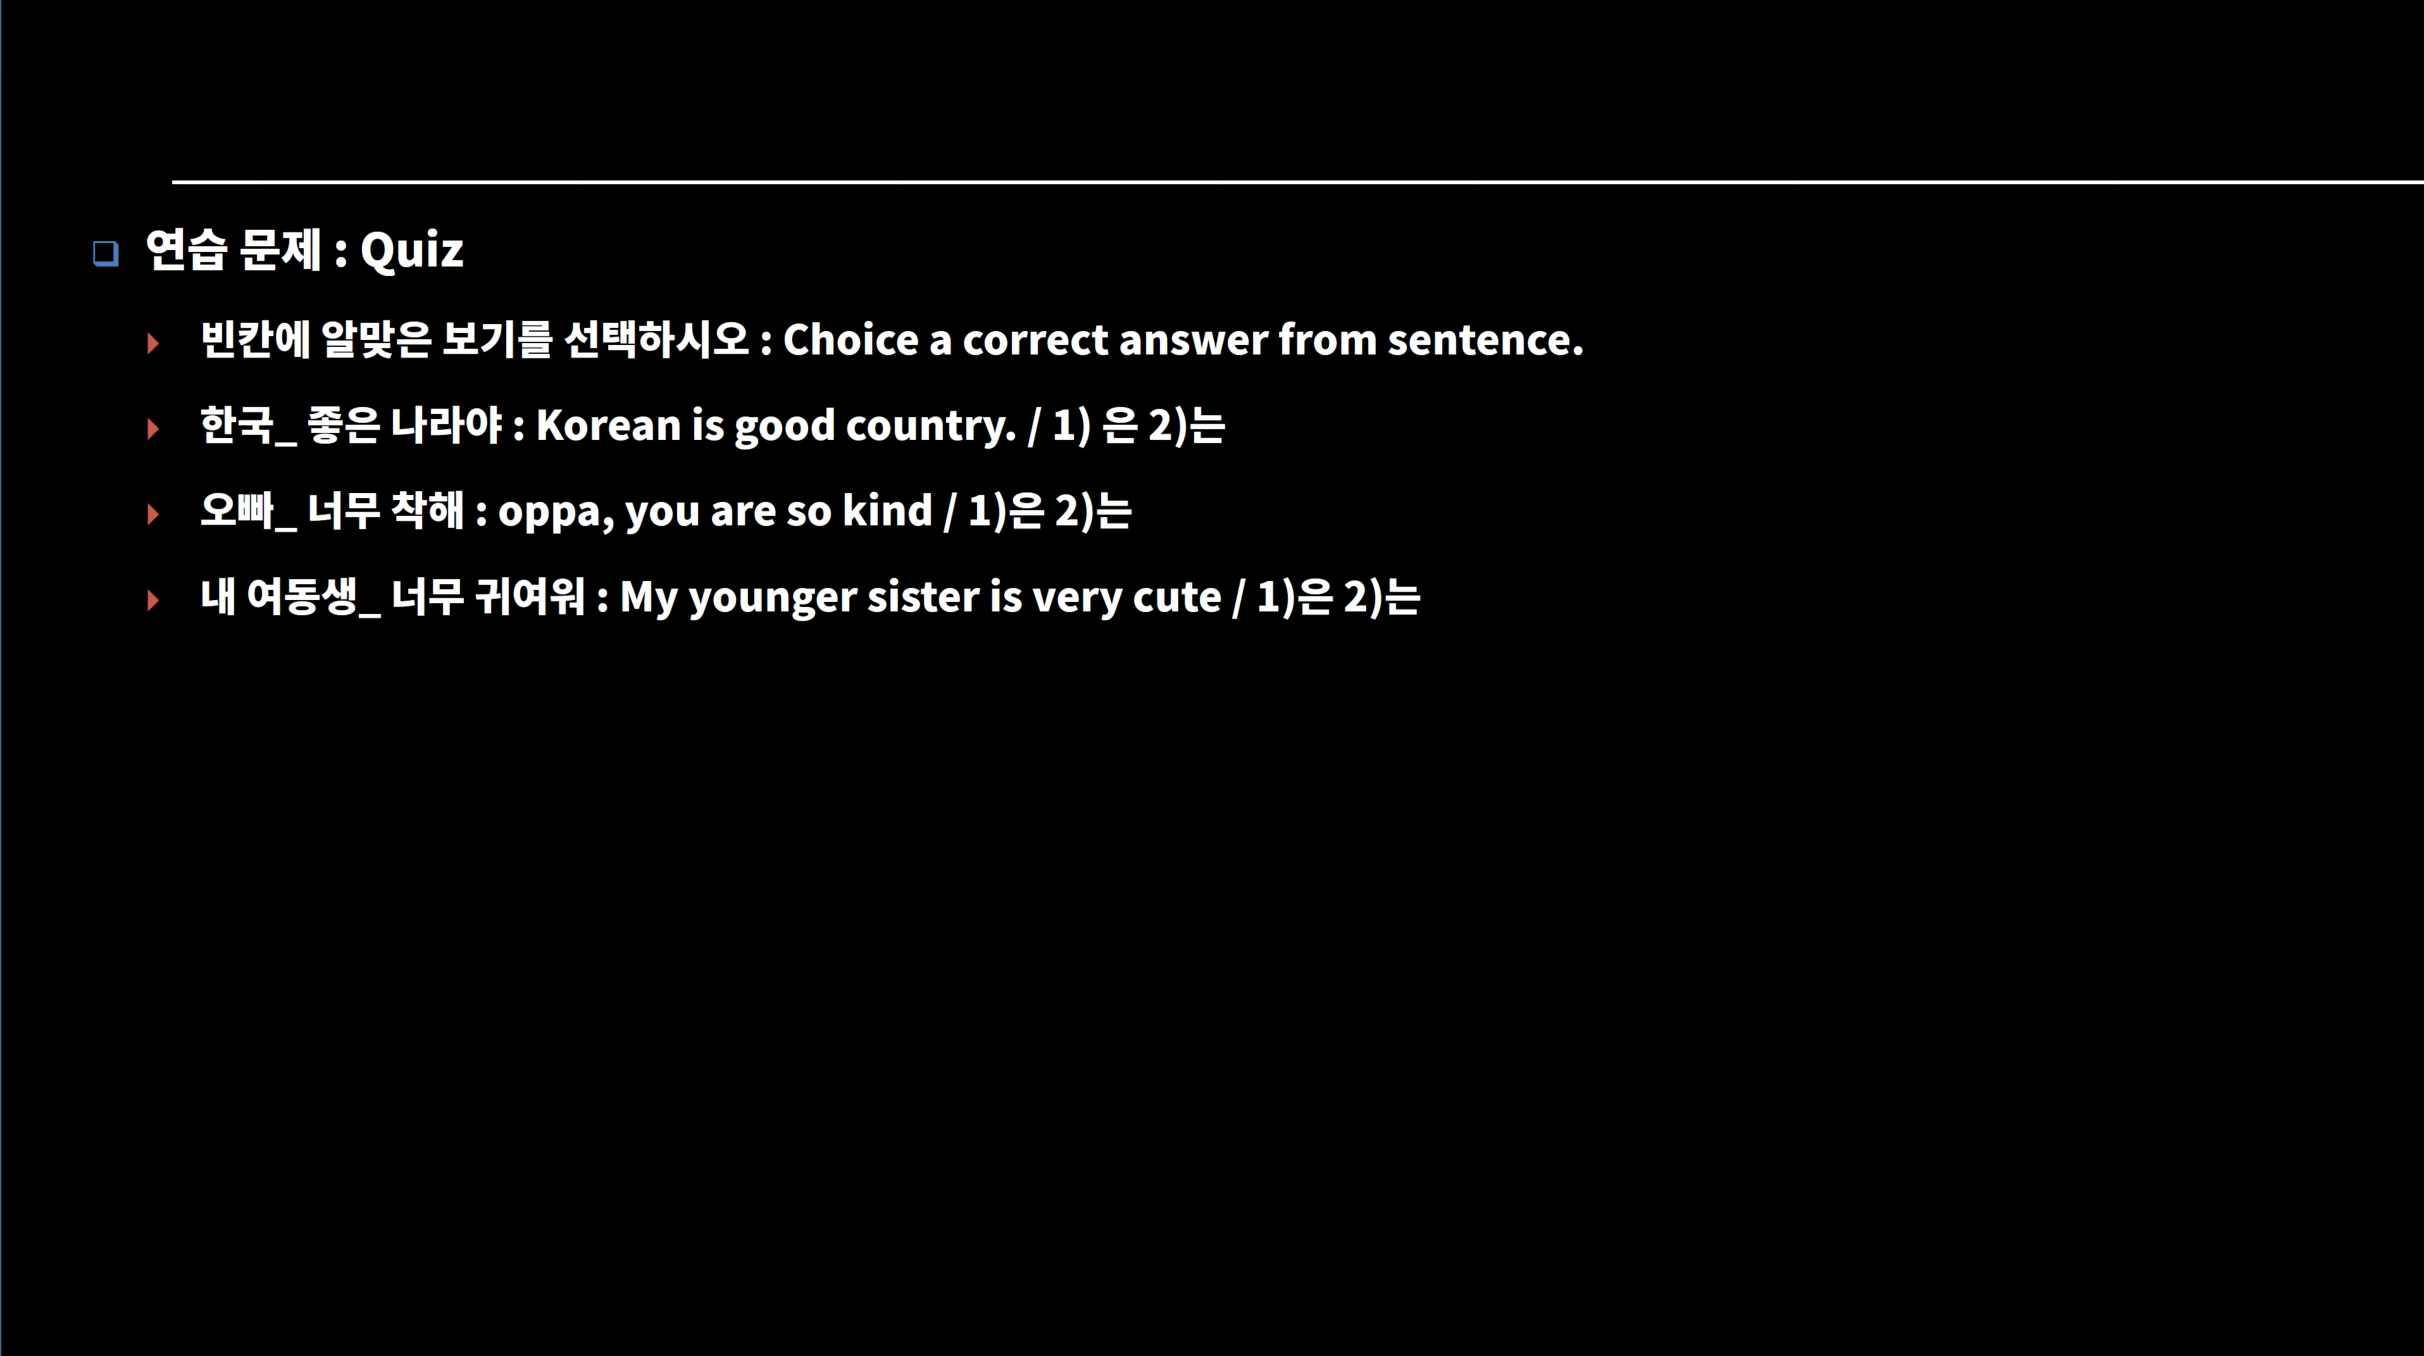 연습 문제 : Quiz
빈칸에 알맞은 보기를 선택하시오 : Choice a correct answer from sentence.
한국_ 좋은 나라야 : Korean is good country. / 1) 은 2)는
오빠_ 너무 착해 : oppa, you are so kind / 1)은 2)는
내 여동생_ 너무 귀여워 : My younger sister is very cute / 1)은 2)는